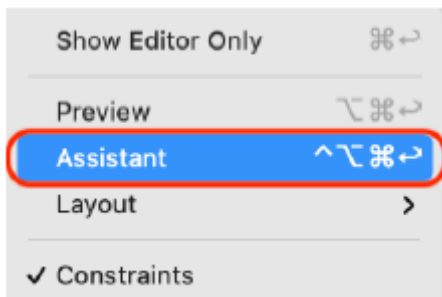 Show Editor Only ⌘↩
Preview ⌥⌘↩
Assistant ^⌥⌘↩
Layout >
✓ Constraints